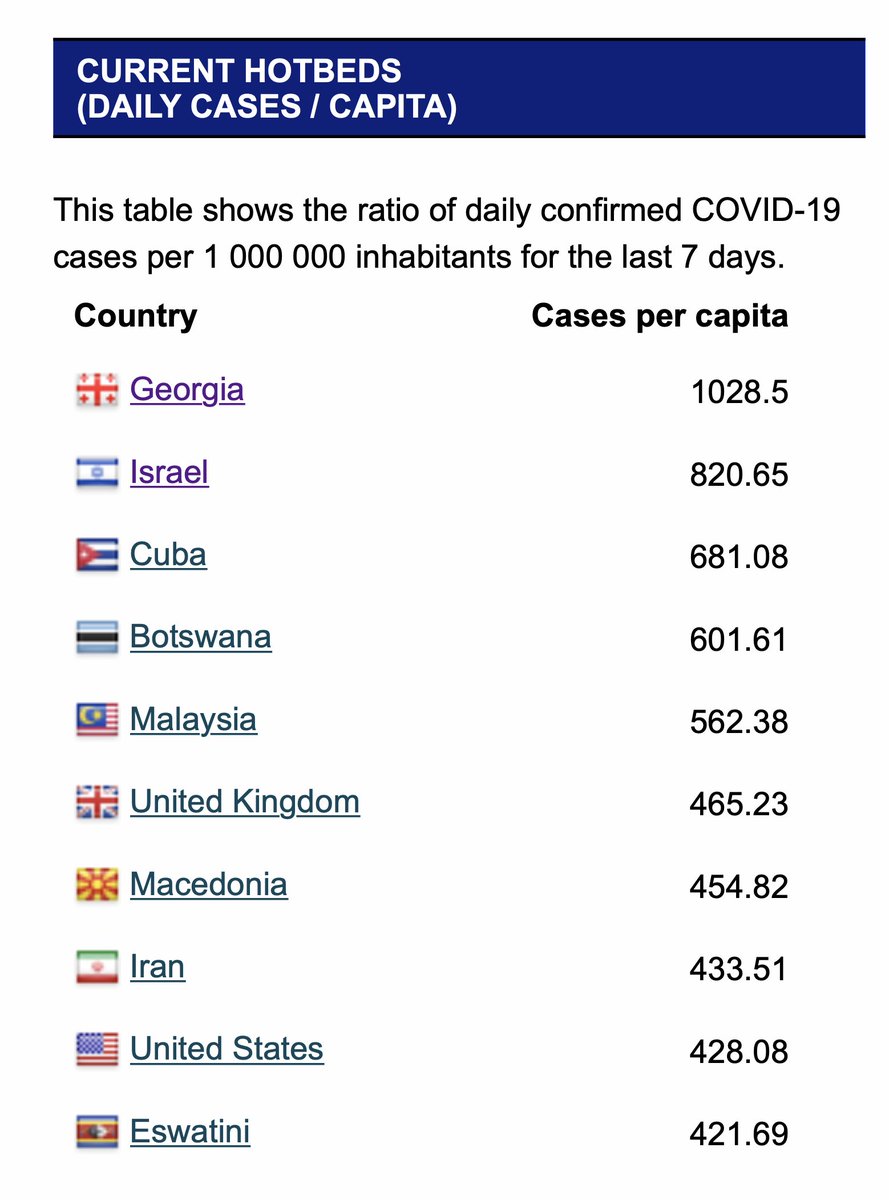 CURRENT HOTBEDS
(DAILY CASES / CAPITA)
This table shows the ratio of daily confirmed COVID-19
cases per 1 000 000 inhabitants for the last 7 days.
Country Cases per capita
Georgia 1028.5
Israel 820.65
Cuba 681.08
Botswana 601.61
Malaysia 562.38
United Kingdom 465.23
Macedonia 454.82
Iran 433.51
United States 428.08
Eswatini 421.69